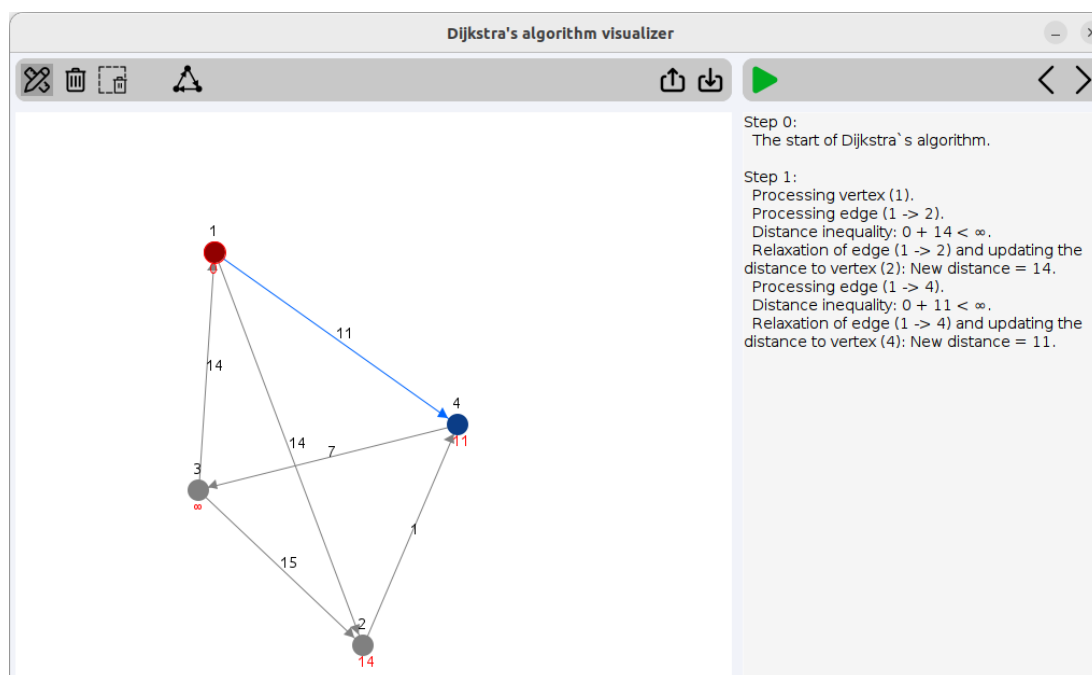 Dijkstra's algorithm visualizer
Step 0:
The start of Dijkstra`s algorithm.
Step 1:
Processing vertex (1).
Processing edge (1 -> 2).
Distance inequality: 0 + 14 < ∞.
Relaxation of edge (1 -> 2) and updating the
distance to vertex (2): New distance = 14.
Processing edge (1 -> 4).
Distance inequality: 0 + 11 < ∞.
Relaxation of edge (1 -> 4) and updating the
distance to vertex (4): New distance = 11.
1
11
14
4
11
14
7
3
∞
1
15
2
14